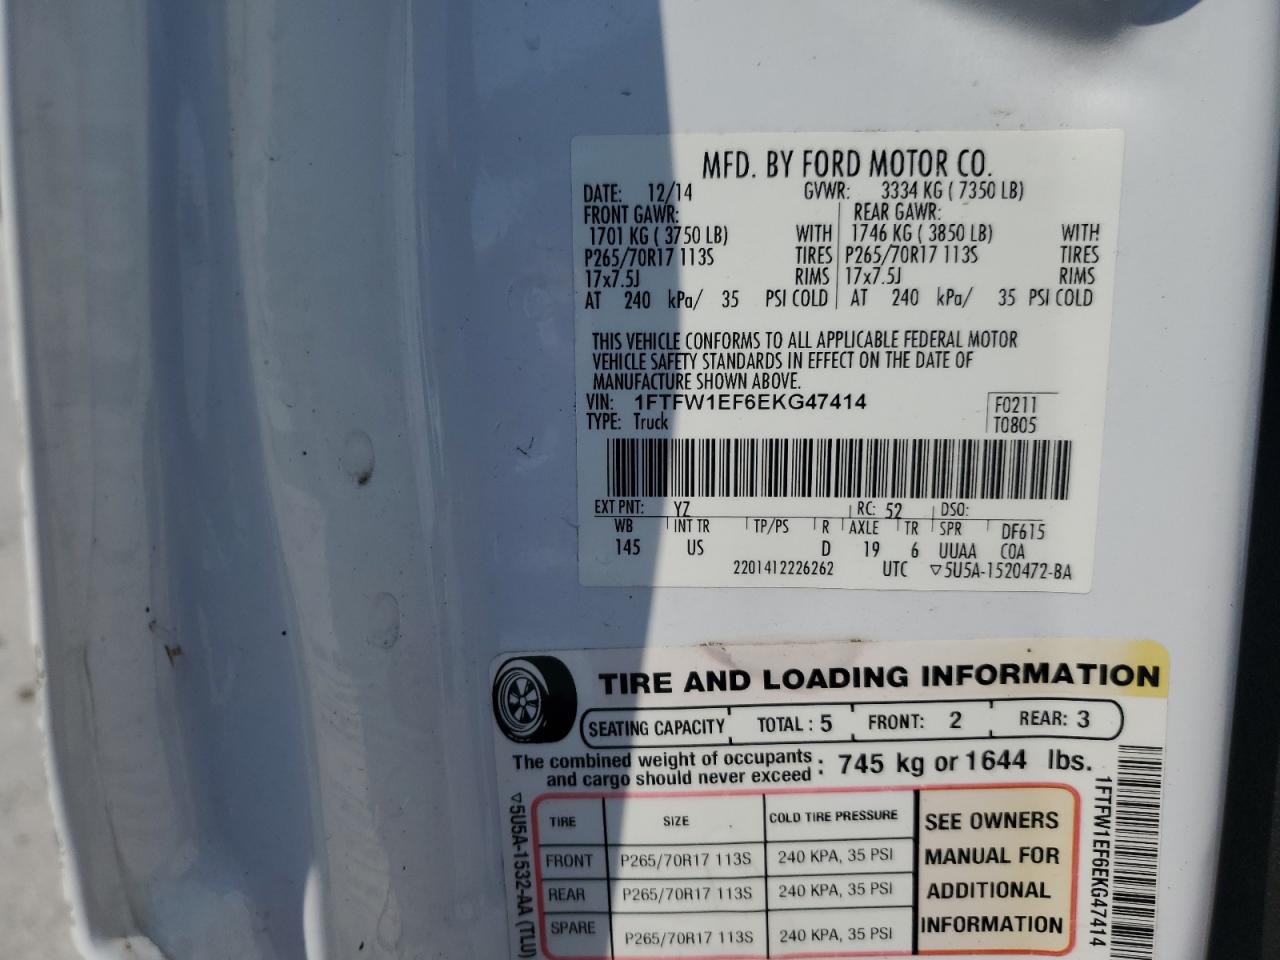 MFD. BY FORD MOTOR CO.
DATE: 12/14 GVWR: 3334 KG ( 7350 LB)
FRONT GAWR: REAR GAWR:
1701 KG ( 3750 LB) WITH 1746 KG ( 3850 LB) WITH
P265/70R17 113S TIRES P265/70R17 113S TIRES
17x7.5J RIMS 17x7.5J RIMS
AT 240 kPa/ 35 PSI COLD AT 240 kPa/ 35 PSI COLD
THIS VEHICLE CONFORMS TO ALL APPLICABLE FEDERAL MOTOR
VEHICLE SAFETY STANDARDS IN EFFECT ON THE DATE OF
MANUFACTURE SHOWN ABOVE.
VIN: 1FTFW1EF6EKG47414 F0211
TYPE: Truck T0805
EXT PNT: YZ RC: 52 DSO:
WB INT TR TP/PS R AXLE TR SPR DF615
145 US D 19 6 UUAA COA
2201412226262 UTC ▽5U5A-1520472-BA
TIRE AND LOADING INFORMATION
SEATING CAPACITY TOTAL : 5 FRONT: 2 REAR: 3
The combined weight of occupants
and cargo should never exceed : 745 kg or 1644 lbs.
TIRE SIZE COLD TIRE PRESSURE
FRONT P265/70R17 113S 240 KPA, 35 PSI
REAR P265/70R17 113S 240 KPA, 35 PSI
SPARE P265/70R17 113S 240 KPA, 35 PSI
SEE OWNERS
MANUAL FOR
ADDITIONAL
INFORMATION
▽5U5A-1532-AA (TLU)
1FTFW1EF6EKG47414